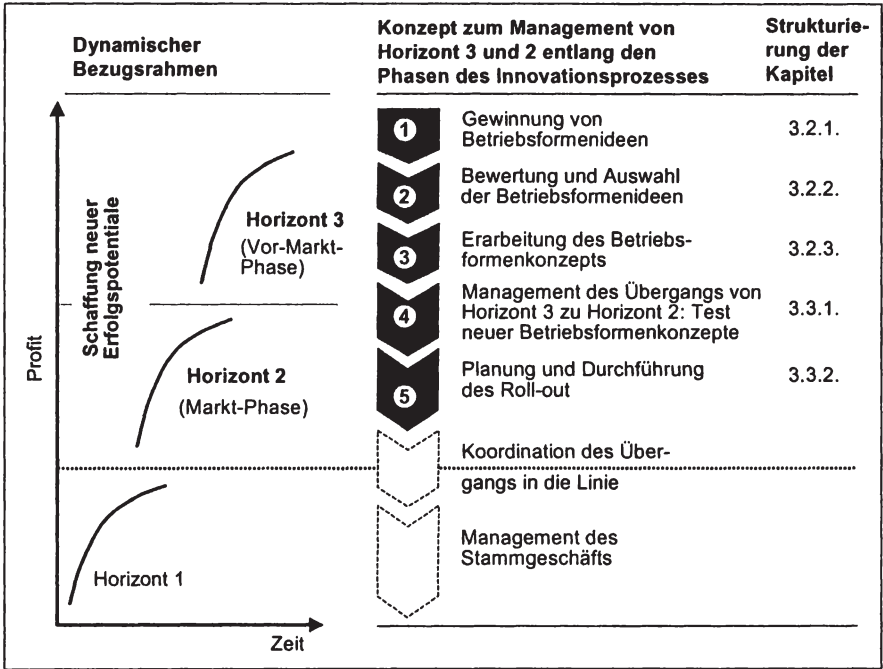 Dynamischer
Bezugsrahmen
Konzept zum Management von
Horizont 3 und 2 entlang den
Phasen des Innovationsprozesses
Strukturie-
rung der
Kapitel
Profit
Schaffung neuer
Erfolgspotentiale
Horizont 3
(Vor-Markt-
Phase)
Horizont 2
(Markt-Phase)
Horizont 1
Zeit
1
Gewinnung von
Betriebsformenideen
3.2.1.
2
Bewertung und Auswahl
der Betriebsformenideen
3.2.2.
3
Erarbeitung des Betriebs-
formenkonzepts
3.2.3.
4
Management des Übergangs von
Horizont 3 zu Horizont 2: Test
neuer Betriebsformenkonzepte
3.3.1.
5
Planung und Durchführung
des Roll-out
3.3.2.
Koordination des Über-
gangs in die Linie
Management des
Stammgeschäfts